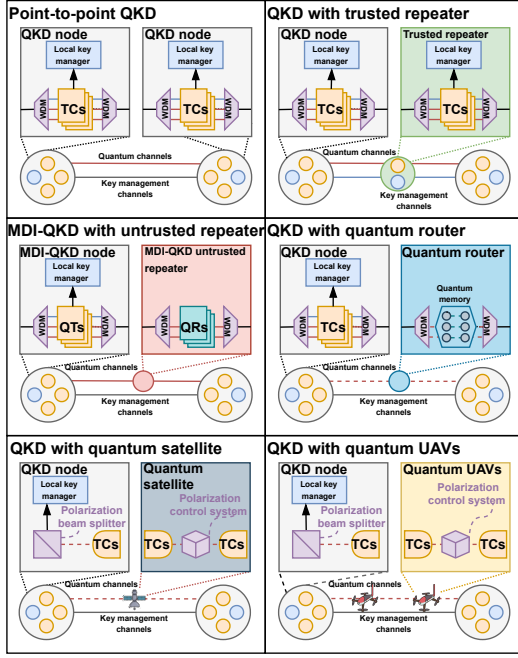 Point-to-point QKD
QKD node
Local key
manager
WDM
TCs
WDM
QKD node
Local key
manager
WDM
TCs
WDM
Quantum channels
Key management
channels
QKD with trusted repeater
QKD node
Local key
manager
WDM
TCs
WDM
Trusted repeater
Local key
manager
WDM
TCs
WDM
Quantum channels
Key management
channels
MDI-QKD with untrusted repeater
MDI-QKD node
Local key
manager
WDM
QTs
WDM
MDI-QKD untrusted
repeater
WDM
QRs
WDM
Quantum channels
Key management
channels
QKD with quantum router
QKD node
Local key
manager
WDM
TCs
WDM
Quantum router
Quantum
memory
WDM
WDM
Quantum channels
Key management
channels
QKD with quantum satellite
QKD node
Local key
manager
Polarization
beam splitter
TCs
Quantum
satellite
Polarization
control system
TCs
TCs
Quantum channels
Key management
channels
QKD with quantum UAVs
QKD node
Local key
manager
Polarization
beam splitter
TCs
Quantum UAVs
Polarization
control system
TCs
TCs
Quantum channels
Key management
channels